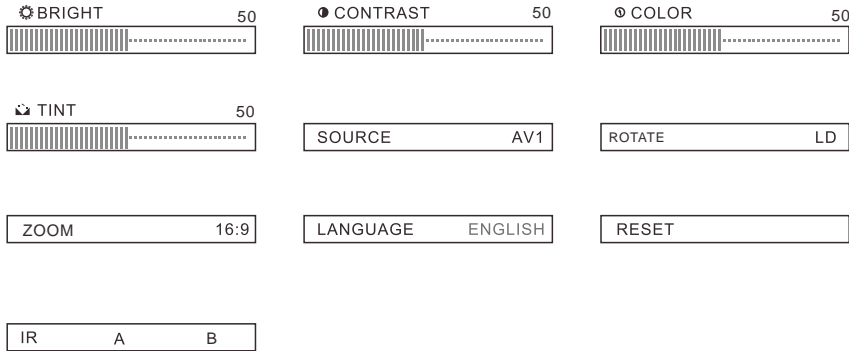 BRIGHT 50
CONTRAST 50
COLOR 50
TINT 50
SOURCE AV1
ROTATE LD
ZOOM 16:9
LANGUAGE ENGLISH
RESET
IR A B